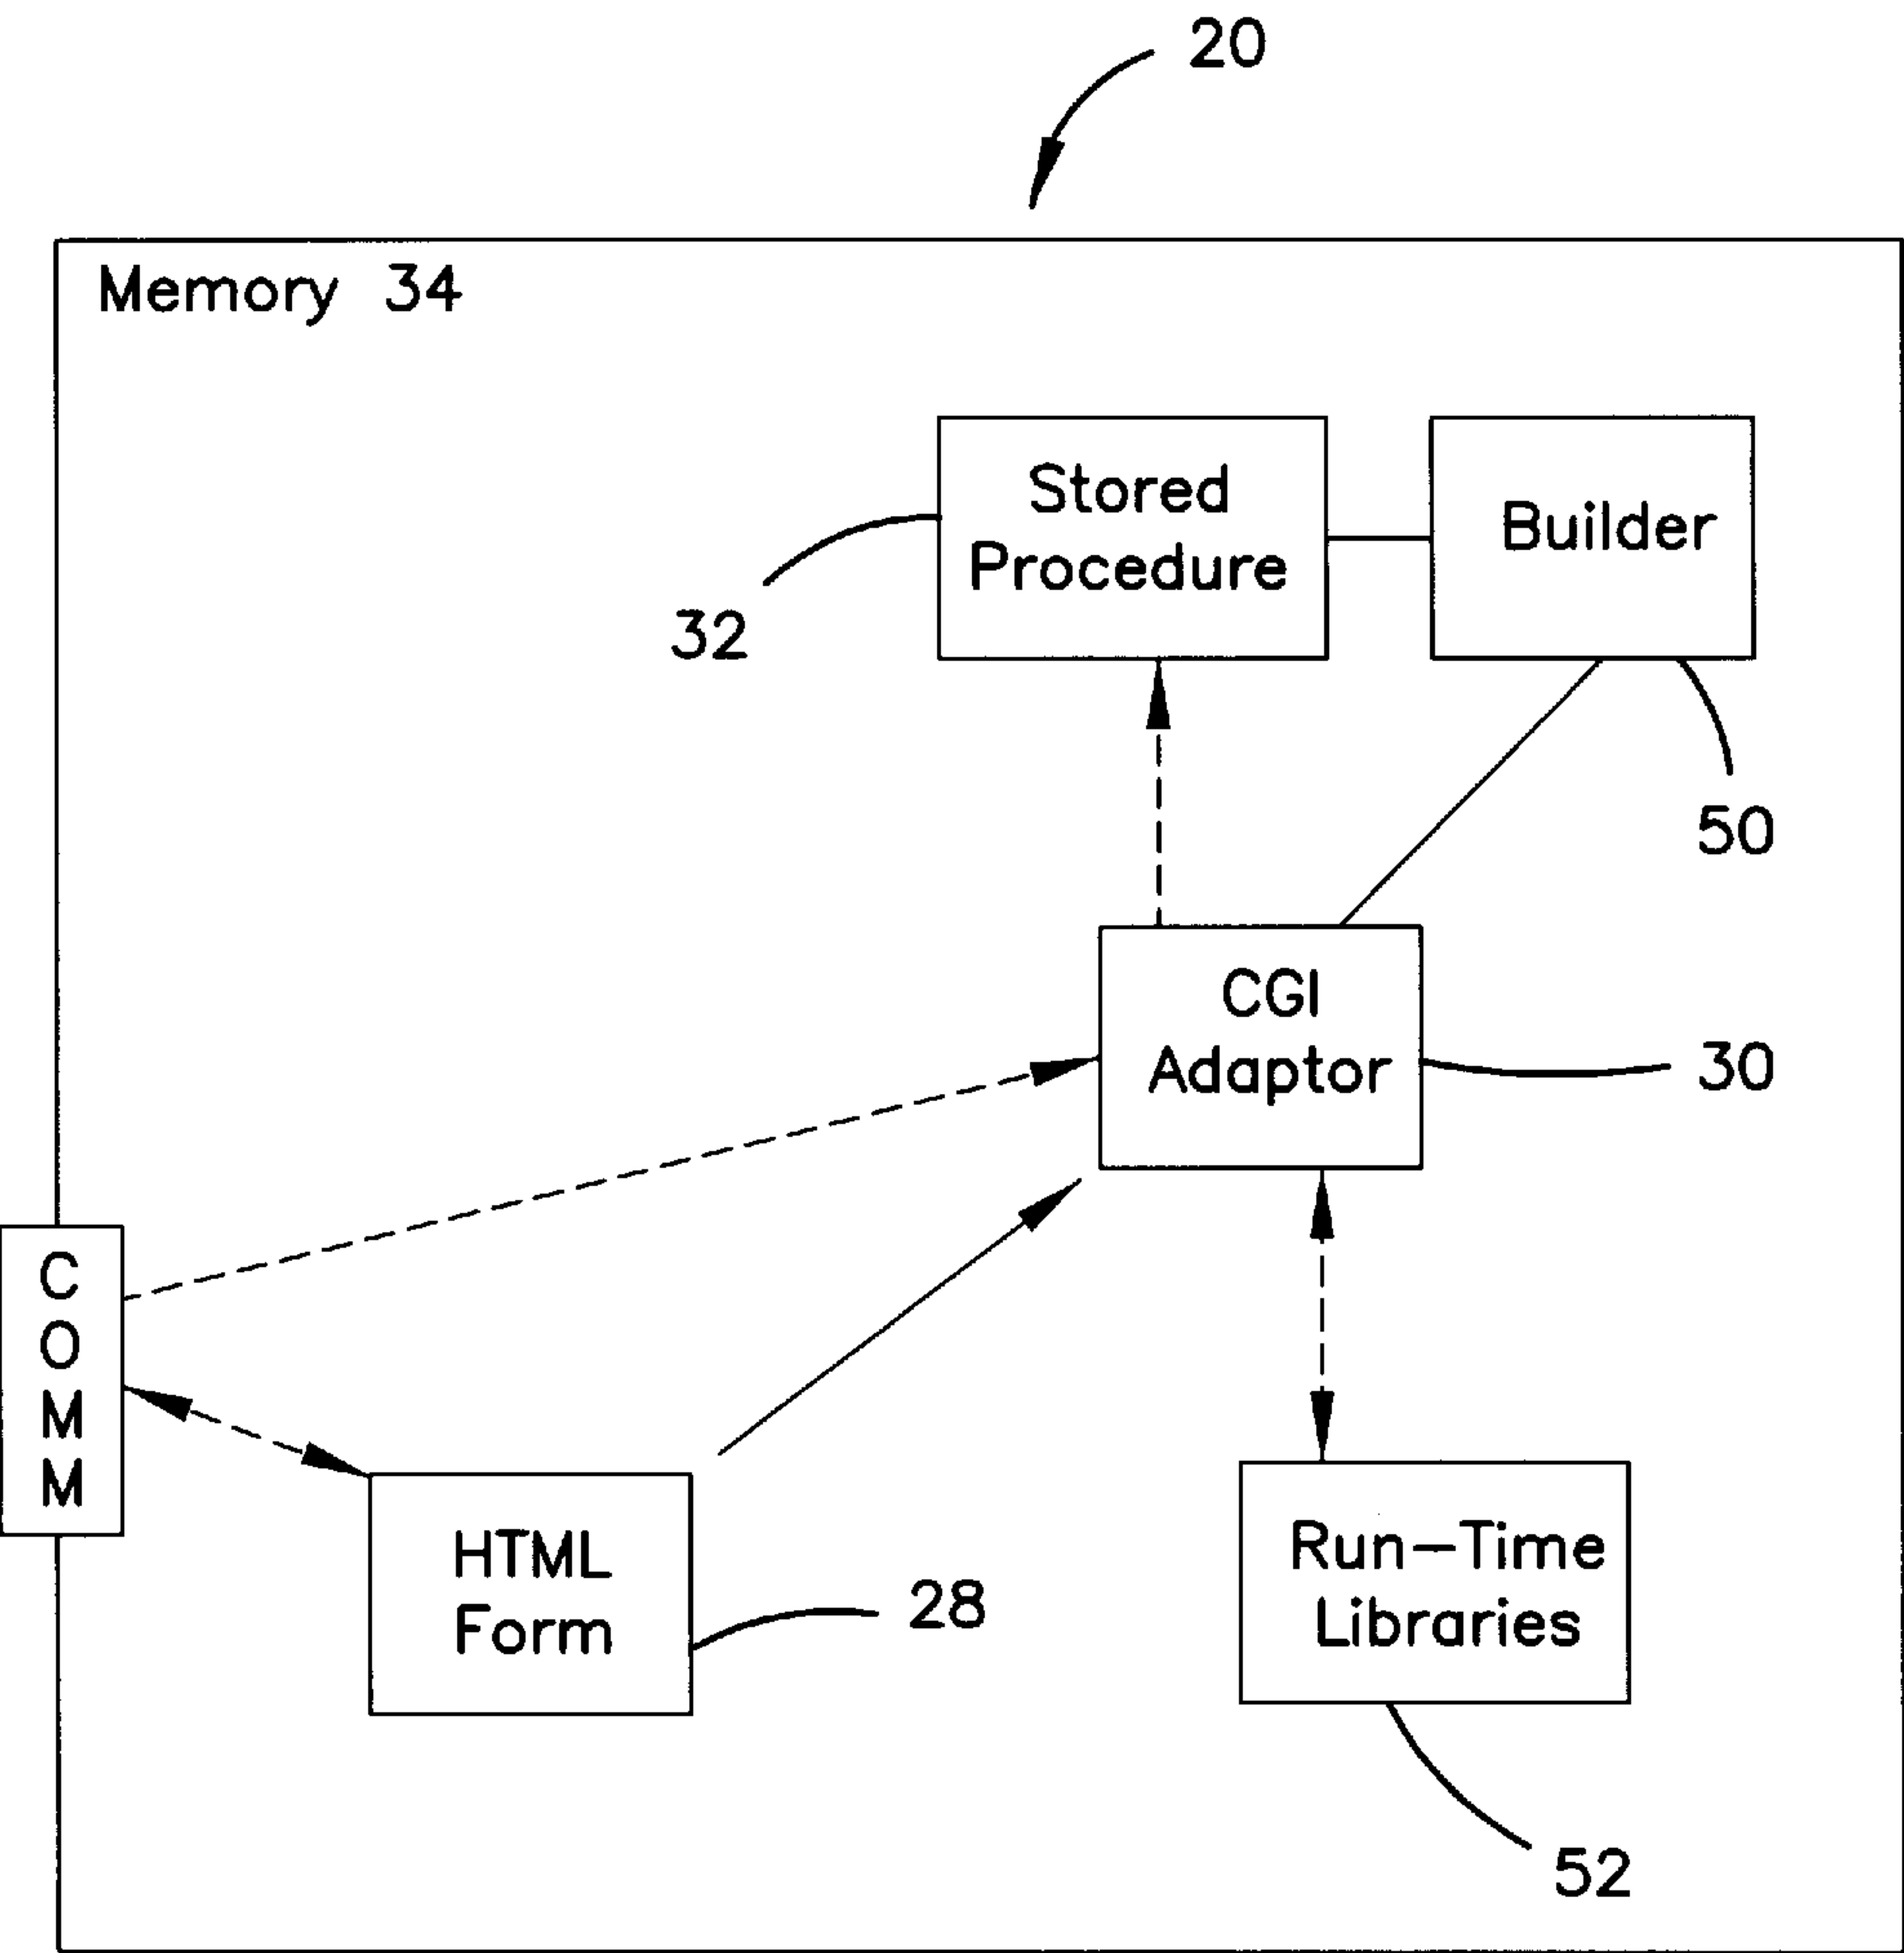 20
Memory 34
Stored
Procedure
Builder
32
50
CGI
Adaptor
30
C
O
M
M
HTML
Form
28
Run-Time
Libraries
52